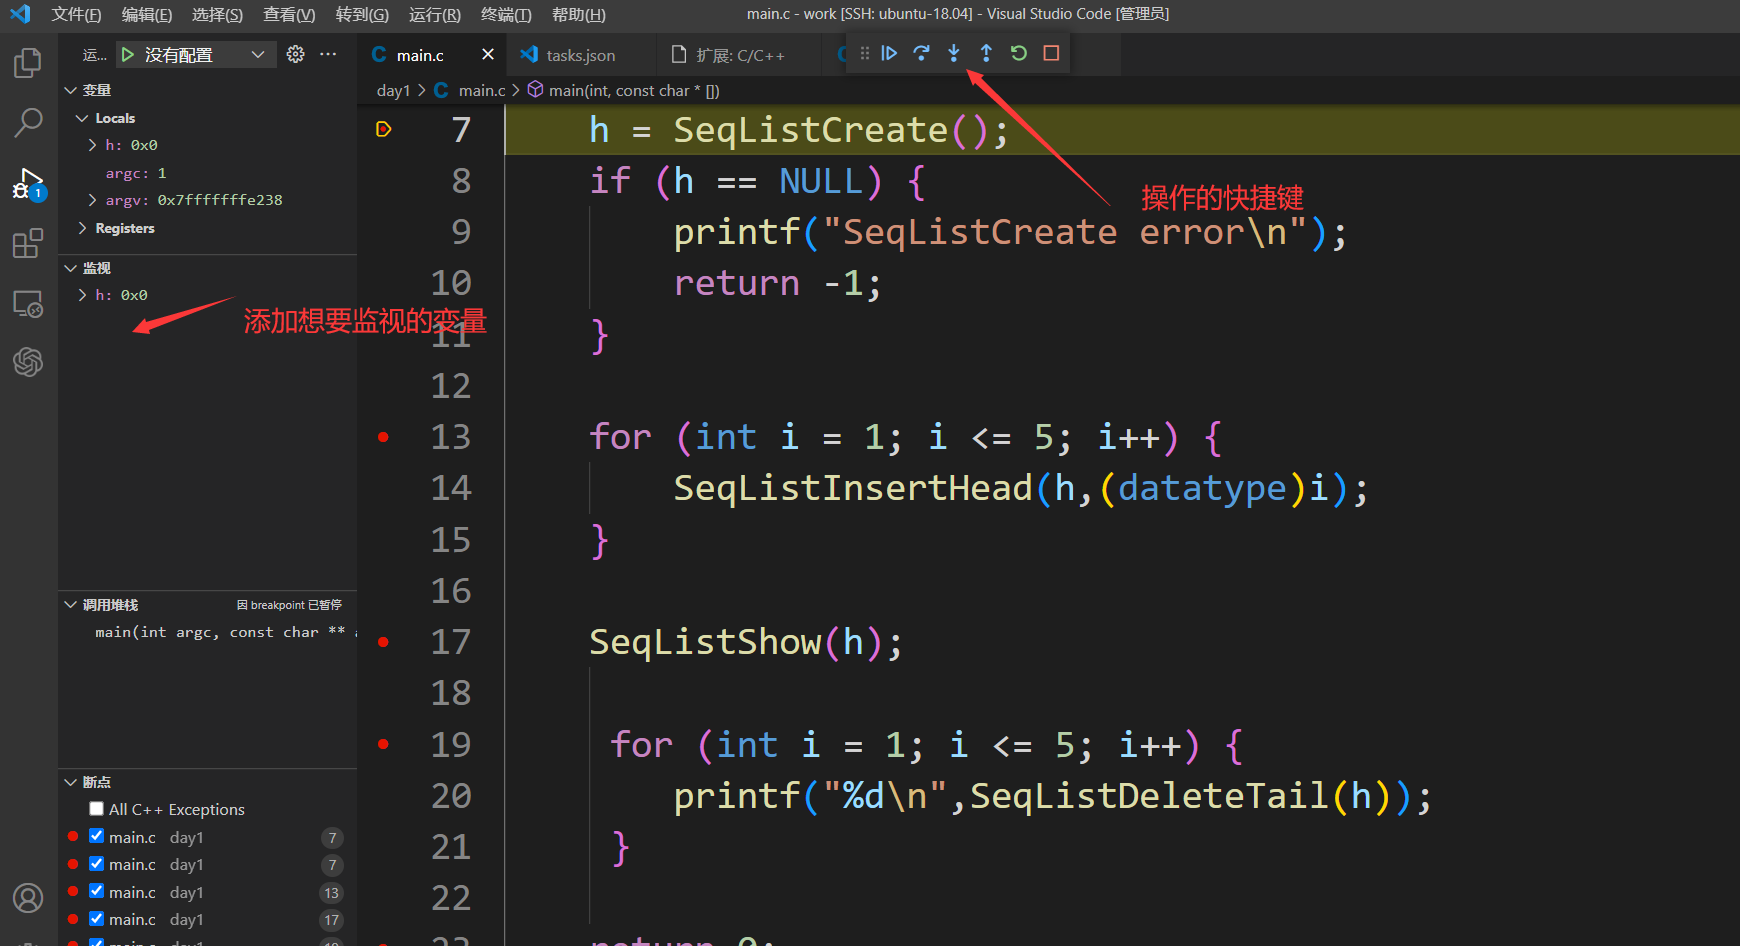 文件(F) 编辑(E) 选择(S) 查看(V) 转到(G) 运行(R) 终端(T) 帮助(H) main.c - work [SSH: ubuntu-18.04] - Visual Studio Code [管理员]
运... 没有配置 ··· main.c tasks.json 扩展: C/C++
day1 > C main.c > main(int, const char * [])
变量
Locals
h: 0x0
argc: 1
argv: 0x7fffffffe238
Registers
监视
h: 0x0
添加想要监视的变量
操作的快捷键
调用堆栈 因 breakpoint 已暂停
main(int argc, const char **
断点
All C++ Exceptions
main.c day1 7
main.c day1 7
main.c day1 13
main.c day1 17
main.c day1 19
7 h = SeqListCreate();
8 if (h == NULL) {
9 printf("SeqListCreate error\n");
10 return -1;
11 }
12
13 for (int i = 1; i <= 5; i++) {
14 SeqListInsertHead(h,(datatype)i);
15 }
16
17 SeqListShow(h);
18
19 for (int i = 1; i <= 5; i++) {
20 printf("%d\n",SeqListDeleteTail(h));
21 }
22
23 return 0;